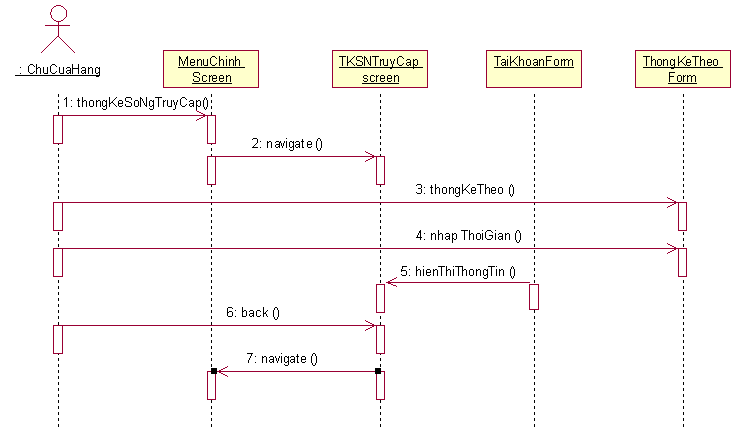 : ChuCuaHang
MenuChinh
Screen
TKSNTruyCap
screen
TaiKhoanForm
ThongKeTheo
Form
1: thongKeSoNgTruyCap()
2: navigate ()
3: thongKeTheo ()
4: nhap ThoiGian ()
5: hienThiThongTin ()
6: back ()
7: navigate ()